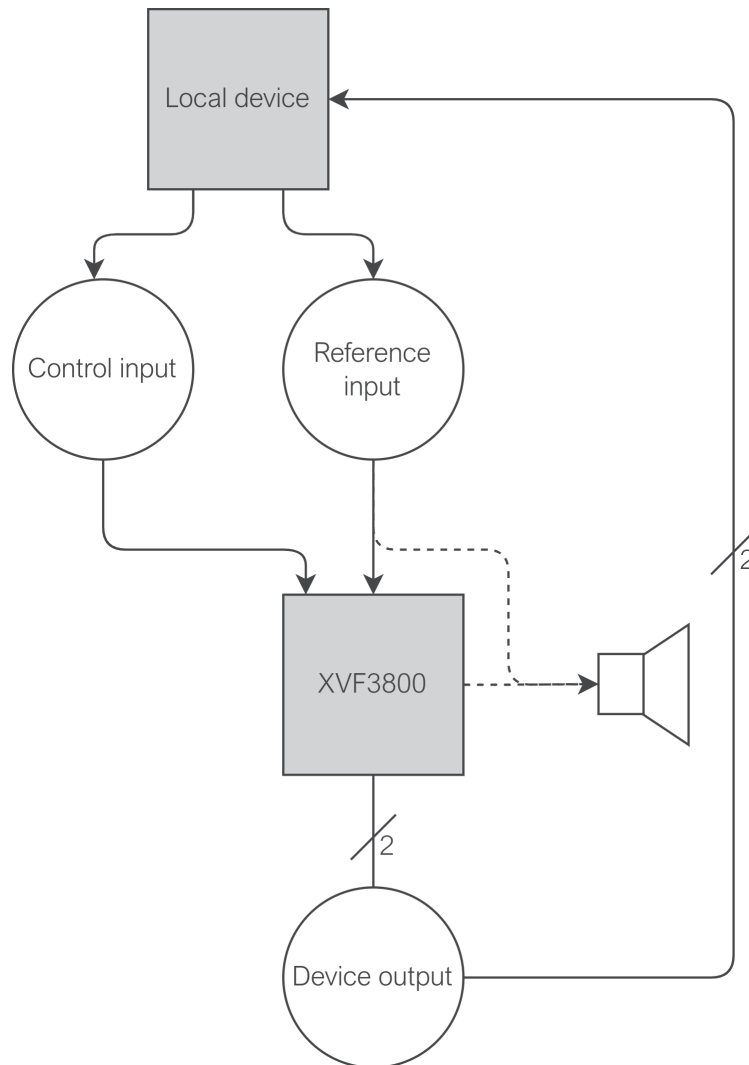 Local device
Control input
Reference
input
2
XVF3800
2
Device output